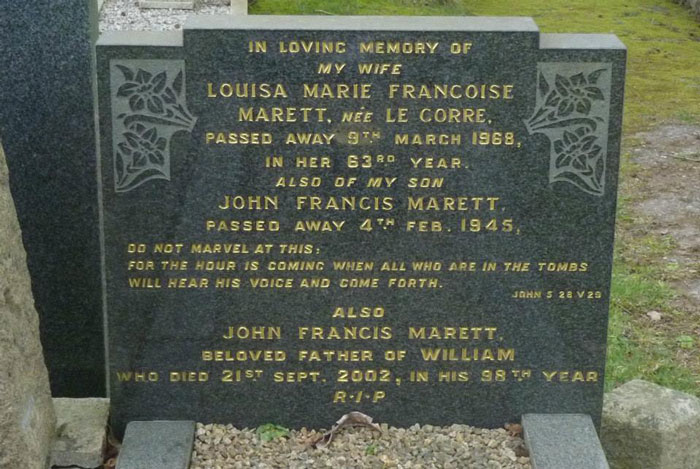 IN LOVING MEMORY OF
MY WIFE
LOUISA MARIE FRANCOISE
MARETT, NÉE LE CORRE,
PASSED AWAY 9TH MARCH 1968,
IN HER 63RD YEAR.
ALSO OF MY SON
JOHN FRANCIS MARETT,
PASSED AWAY 4TH FEB. 1945,
DO NOT MARVEL AT THIS;
FOR THE HOUR IS COMING WHEN ALL WHO ARE IN THE TOMBS
WILL HEAR HIS VOICE AND COME FORTH.
JOHN 5 28 V 29
ALSO
JOHN FRANCIS MARETT,
BELOVED FATHER OF WILLIAM
WHO DIED 21ST SEPT. 2002, IN HIS 98TH YEAR
R·I·P